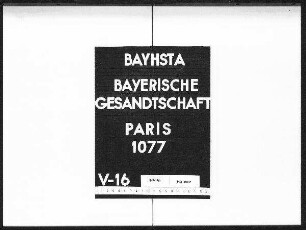 BAYHSTA
BAYERISCHE
GESANDTSCHAFT
PARIS
1077
V-16